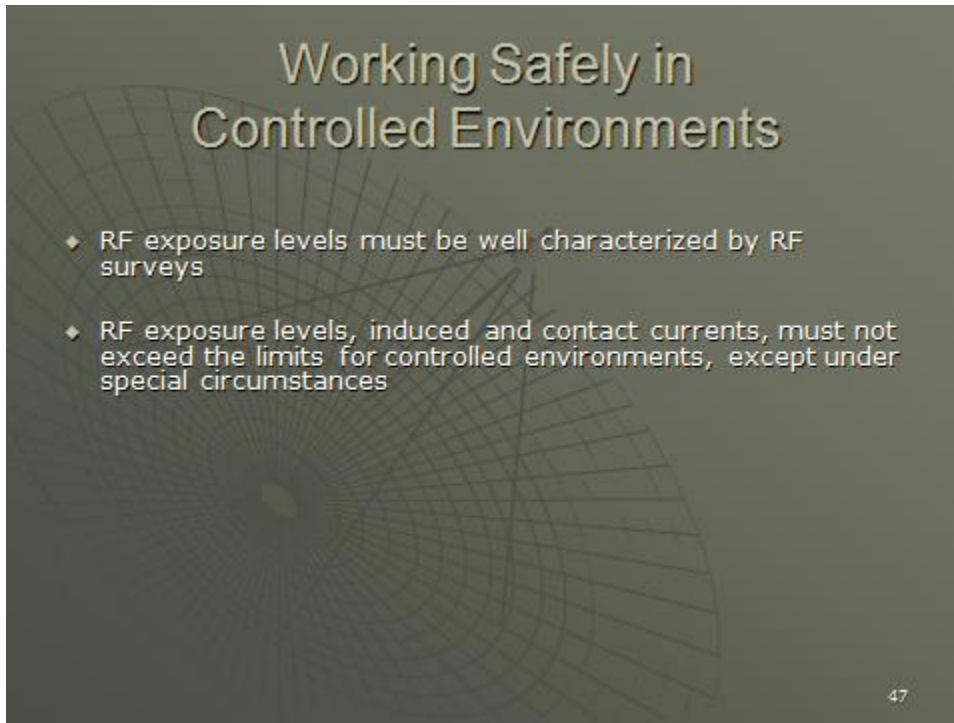 Working Safely in
Controlled Environments
RF exposure levels must be well characterized by RF
surveys
RF exposure levels, induced and contact currents, must not
exceed the limits for controlled environments, except under
special circumstances
47